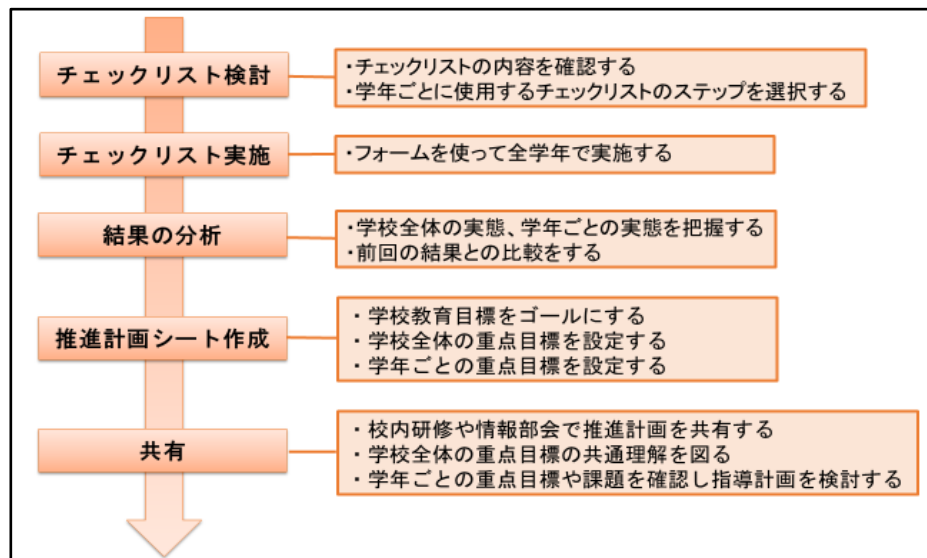 チェックリスト検討
・チェックリストの内容を確認する
・学年ごとに使用するチェックリストのステップを選択する
チェックリスト実施
・フォームを使って全学年で実施する
結果の分析
・学校全体の実態、学年ごとの実態を把握する
・前回の結果との比較をする
推進計画シート作成
・学校教育目標をゴールにする
・学校全体の重点目標を設定する
・学年ごとの重点目標を設定する
共有
・校内研修や情報部会で推進計画を共有する
・学校全体の重点目標の共通理解を図る
・学年ごとの重点目標や課題を確認し指導計画を検討する